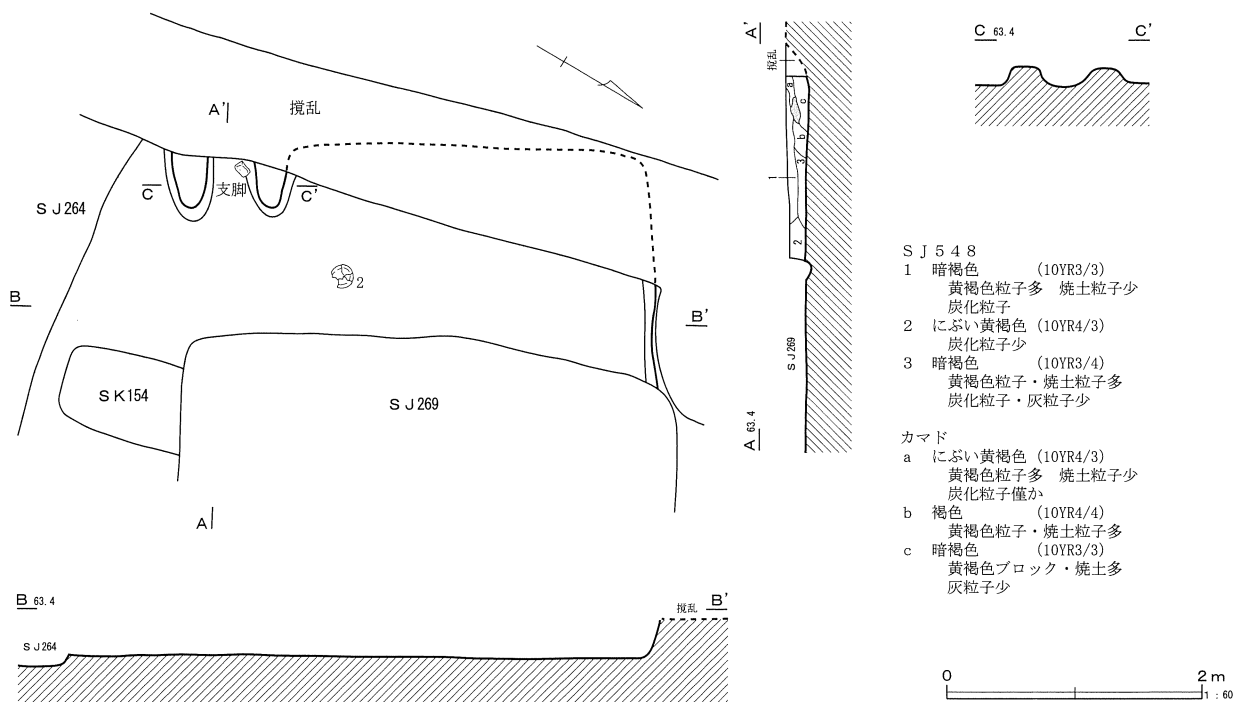 A'
撹乱
C
支脚
C'
SJ264
2
B
B'
SK154
SJ269
A
A'
撹乱
a
c
b
3
1
2
SJ269
A 63.4
C 63.4
C'
SJ548
1 暗褐色 (10YR3/3)
黄褐色粒子多 焼土粒子少
炭化粒子
2 にぶい黄褐色 (10YR4/3)
炭化粒子少
3 暗褐色 (10YR3/4)
黄褐色粒子・焼土粒子多
炭化粒子・灰粒子少
カマド
a にぶい黄褐色 (10YR4/3)
黄褐色粒子多 焼土粒子少
炭化粒子僅か
b 褐色 (10YR4/4)
黄褐色粒子・焼土粒子多
c 暗褐色 (10YR3/3)
黄褐色ブロック・焼土多
灰粒子少
B 63.4
SJ264
撹乱
B'
0
2m
1:60